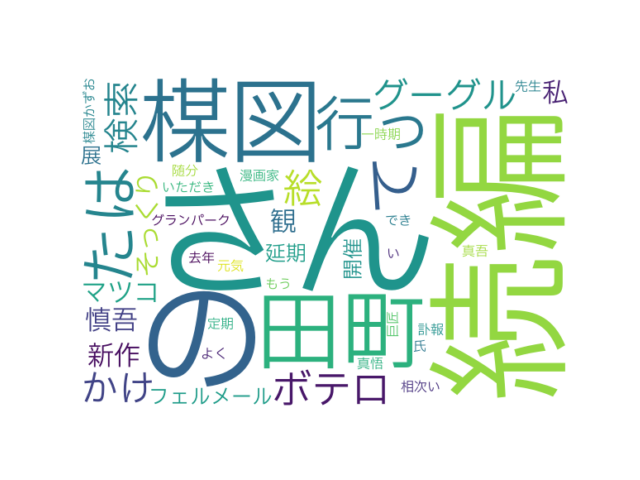 楳図かずお
先生
私
検索
楳図
行っ
グーグル
展
一時期
続編
随分
漫画家
いただき
絵
て
さん
たは
そっくり
グランパーク
観
でき
去年
元気
延期
開催
い
真吾
マツコ
もう
の
田町
慎吾
定期
巨匠
訃報
新作
よく
真悟
氏
かけ
フェルメール
ボテロ
相次い